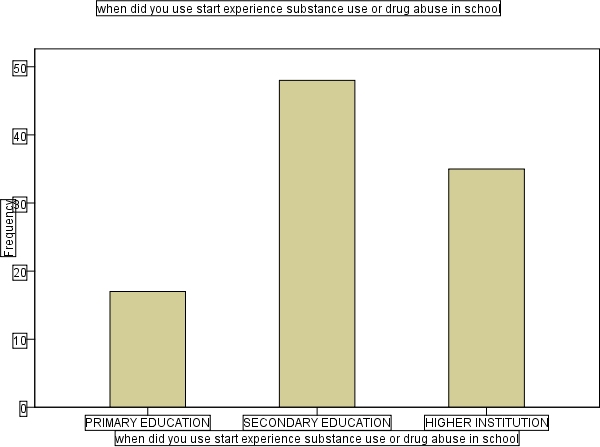 when did you use start experience substance use or drug abuse in school
50
40
30
20
10
0
Frequency
PRIMARY EDUCATION SECONDARY EDUCATION HIGHER INSTITUTION
when did you use start experience substance use or drug abuse in school